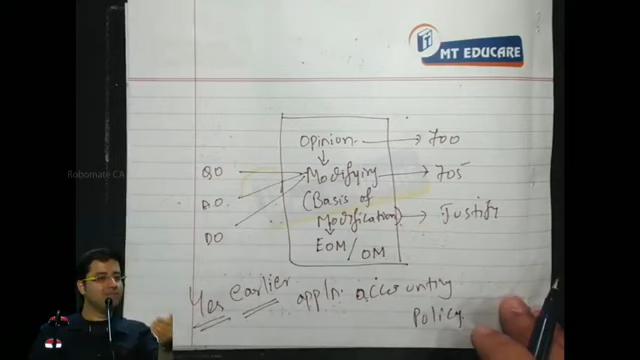 MT EDUCARE
Robomate CA
Opinion. → 700
QO
Modifying → 705
A.O.
(Basis of
Modification) → Justify
DO
EOM / OM
Yes earlier appln. accounting
Policy.